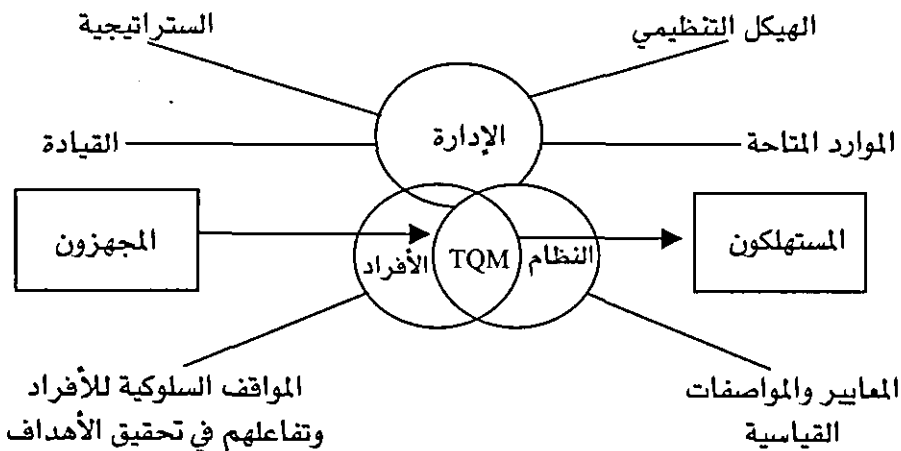 الهيكل التنظيمي
الستراتيجية
الإدارة
الموارد المتاحة
القيادة
المستهلكون
النظام
TQM
الأفراد
المجهزون
المعايير والمواصفات
القياسية
المواقف السلوكية للأفراد
وتفاعلهم في تحقيق الأهداف